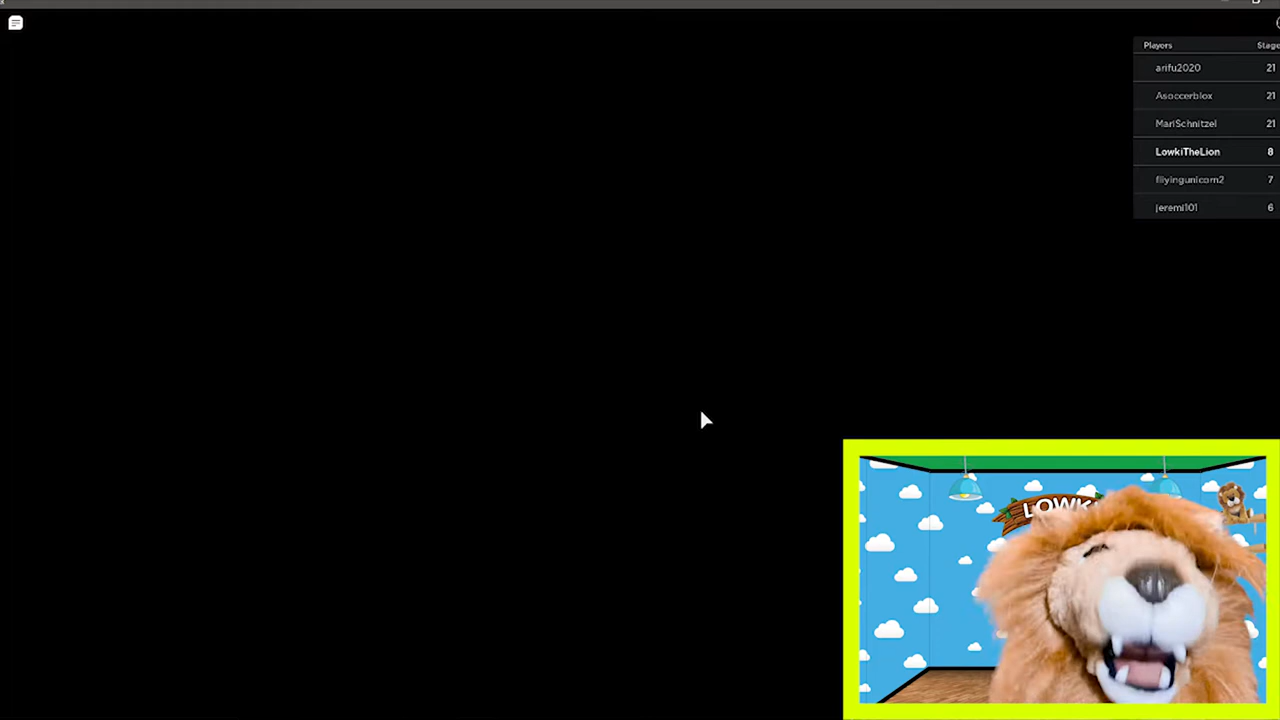 Players Stage
arifu2020 21
Asoccerblox 21
MariSchnitzel 21
LowkiTheLion 8
fliyingunicorn2 7
jeremi101 6
LOWKI